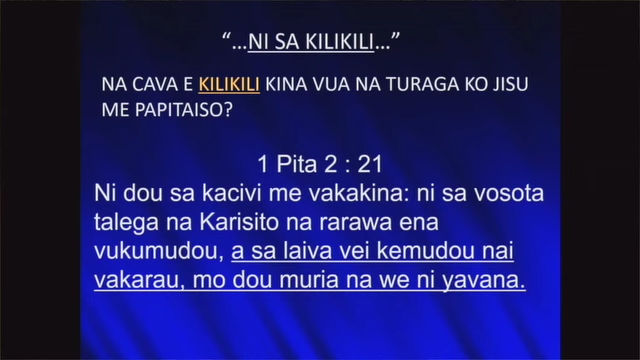 “...NI SA KILIKILI...”
NA CAVA E KILIKILI KINA VUA NA TURAGA KO JISU
ME PAPITAISO?
1 Pita 2 : 21
Ni dou sa kacivi me vakakina: ni sa vosota
talega na Karisito na rarawa ena
vukumudou, a sa laiva vei kemudou nai
vakarau, mo dou muria na we ni yavana.